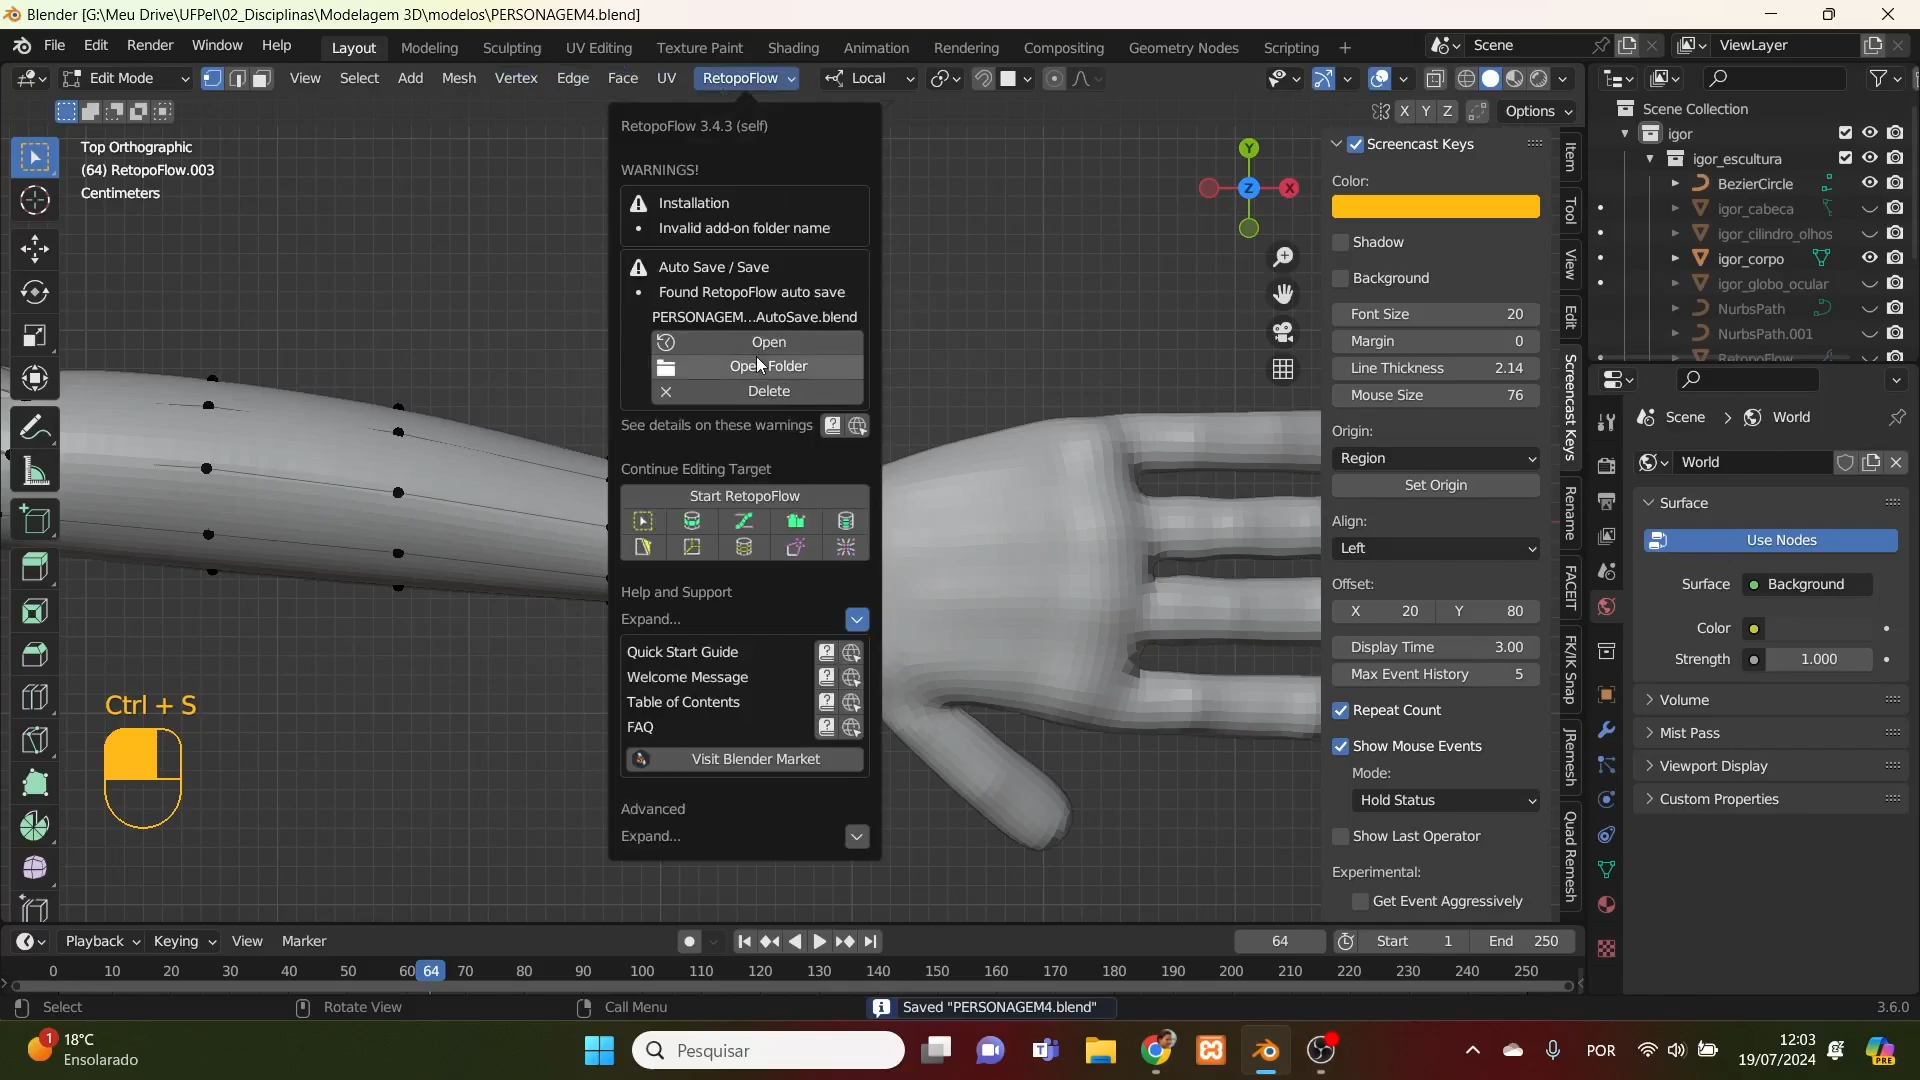 Blender [G:\Meu Drive\UFPel\02_Disciplinas\Modelagem 3D\modelos\PERSONAGEM4.blend]
File Edit Render Window Help Layout Modeling Sculpting UV Editing Texture Paint Shading Animation Rendering Compositing Geometry Nodes Scripting + Scene ViewLayer
Edit Mode View Select Add Mesh Vertex Edge Face UV RetopoFlow Local
X Y Z Options
Top Orthographic
(64) RetopoFlow.003
Centimeters
RetopoFlow 3.4.3 (self)
WARNINGS!
Installation
• Invalid add-on folder name
Auto Save / Save
• Found RetopoFlow auto save
PERSONAGEM...AutoSave.blend
Open
Open Folder
Delete
See details on these warnings
Continue Editing Target
Start RetopoFlow
Help and Support
Expand...
Quick Start Guide
Welcome Message
Table of Contents
FAQ
Visit Blender Market
Advanced
Expand...
Ctrl + S
Y
Z X
Screencast Keys
Color:
Shadow
Background
Font Size 20
Margin 0
Line Thickness 2.14
Mouse Size 76
Origin:
Region
Set Origin
Align:
Left
Offset:
X 20 Y 80
Display Time 3.00
Max Event History 5
Repeat Count
Show Mouse Events
Mode:
Hold Status
Show Last Operator
Experimental:
Get Event Aggressively
Item
Tool
View
Edit
Screencast Keys
Rename
FACEIT
FK/IK Snap
JRemesh
Quad Remesh
Scene Collection
igor
igor_escultura
BezierCircle
igor_cabeca
igor_cilindro_olhos
igor_corpo
igor_globo_ocular
NurbsPath
NurbsPath.001
RetopoFlow
Scene > World
World
Surface
Use Nodes
Surface Background
Color
Strength 1.000
Volume
Mist Pass
Viewport Display
Custom Properties
Playback Keying View Marker 64 Start 1 End 250
0 10 20 30 40 50 60 64 70 80 90 100 110 120 130 140 150 160 170 180 190 200 210 220 230 240 250
Select Rotate View Call Menu Saved "PERSONAGEM4.blend" 3.6.0
1 18°C
Ensolarado
Pesquisar
POR
12:03
19/07/2024
PRE